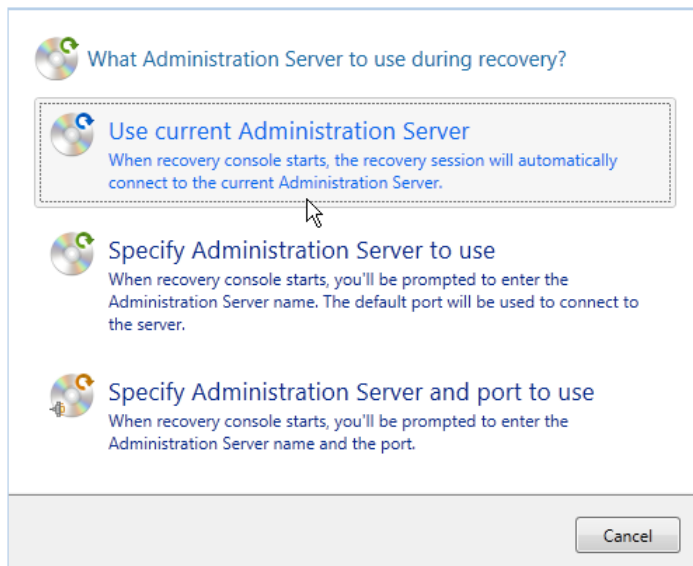 What Administration Server to use during recovery?
Use current Administration Server
When recovery console starts, the recovery session will automatically
connect to the current Administration Server.
Specify Administration Server to use
When recovery console starts, you'll be prompted to enter the
Administration Server name. The default port will be used to connect to
the server.
Specify Administration Server and port to use
When recovery console starts, you'll be prompted to enter the
Administration Server name and the port.
Cancel